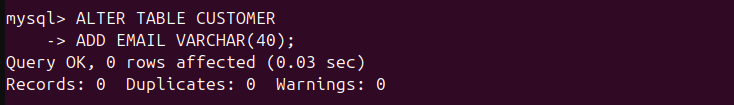 mysql> ALTER TABLE CUSTOMER
    -> ADD EMAIL VARCHAR(40);
Query OK, 0 rows affected (0.03 sec)
Records: 0  Duplicates: 0  Warnings: 0